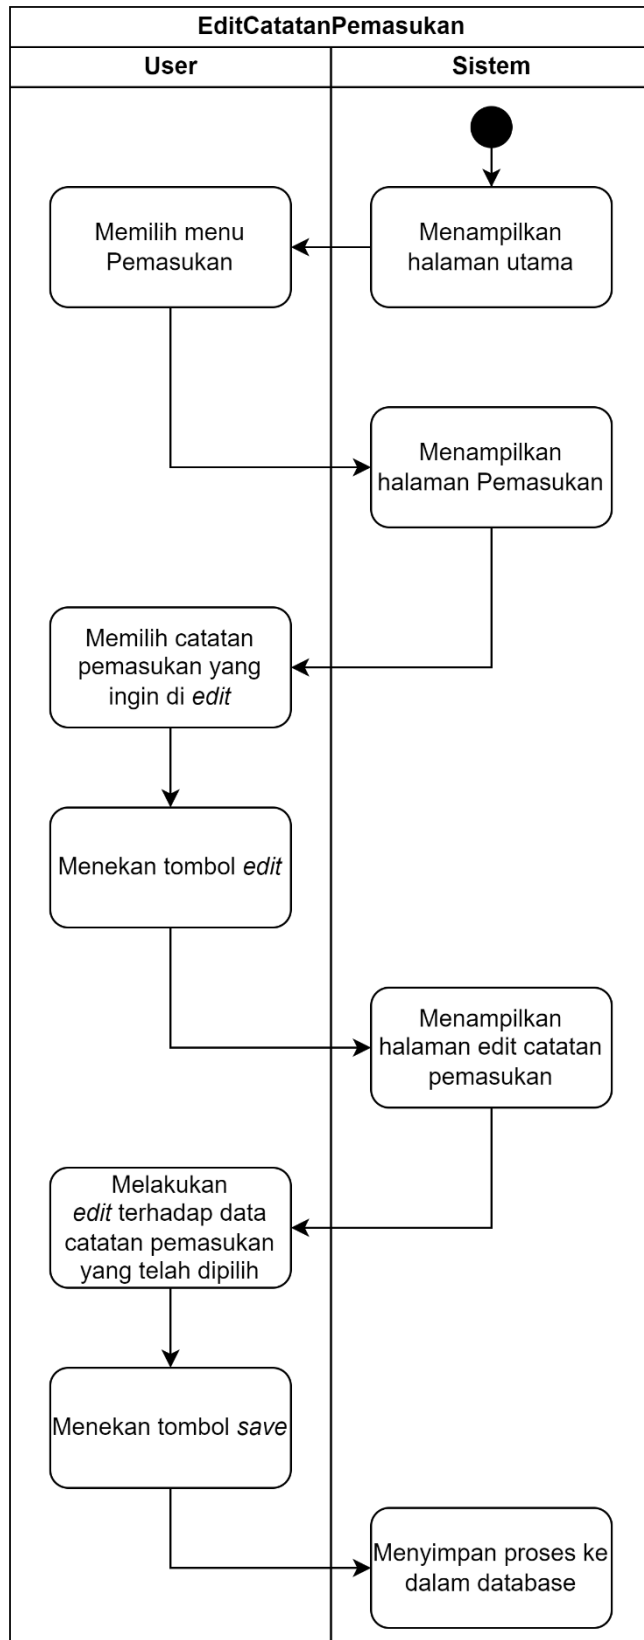 EditCatatanPemasukan
User
Sistem
Menampilkan
halaman utama
Memilih menu
Pemasukan
Menampilkan
halaman Pemasukan
Memilih catatan
pemasukan yang
ingin di edit
Menekan tombol edit
Menampilkan
halaman edit catatan
pemasukan
Melakukan
edit terhadap data
catatan pemasukan
yang telah dipilih
Menekan tombol save
Menyimpan proses ke
dalam database